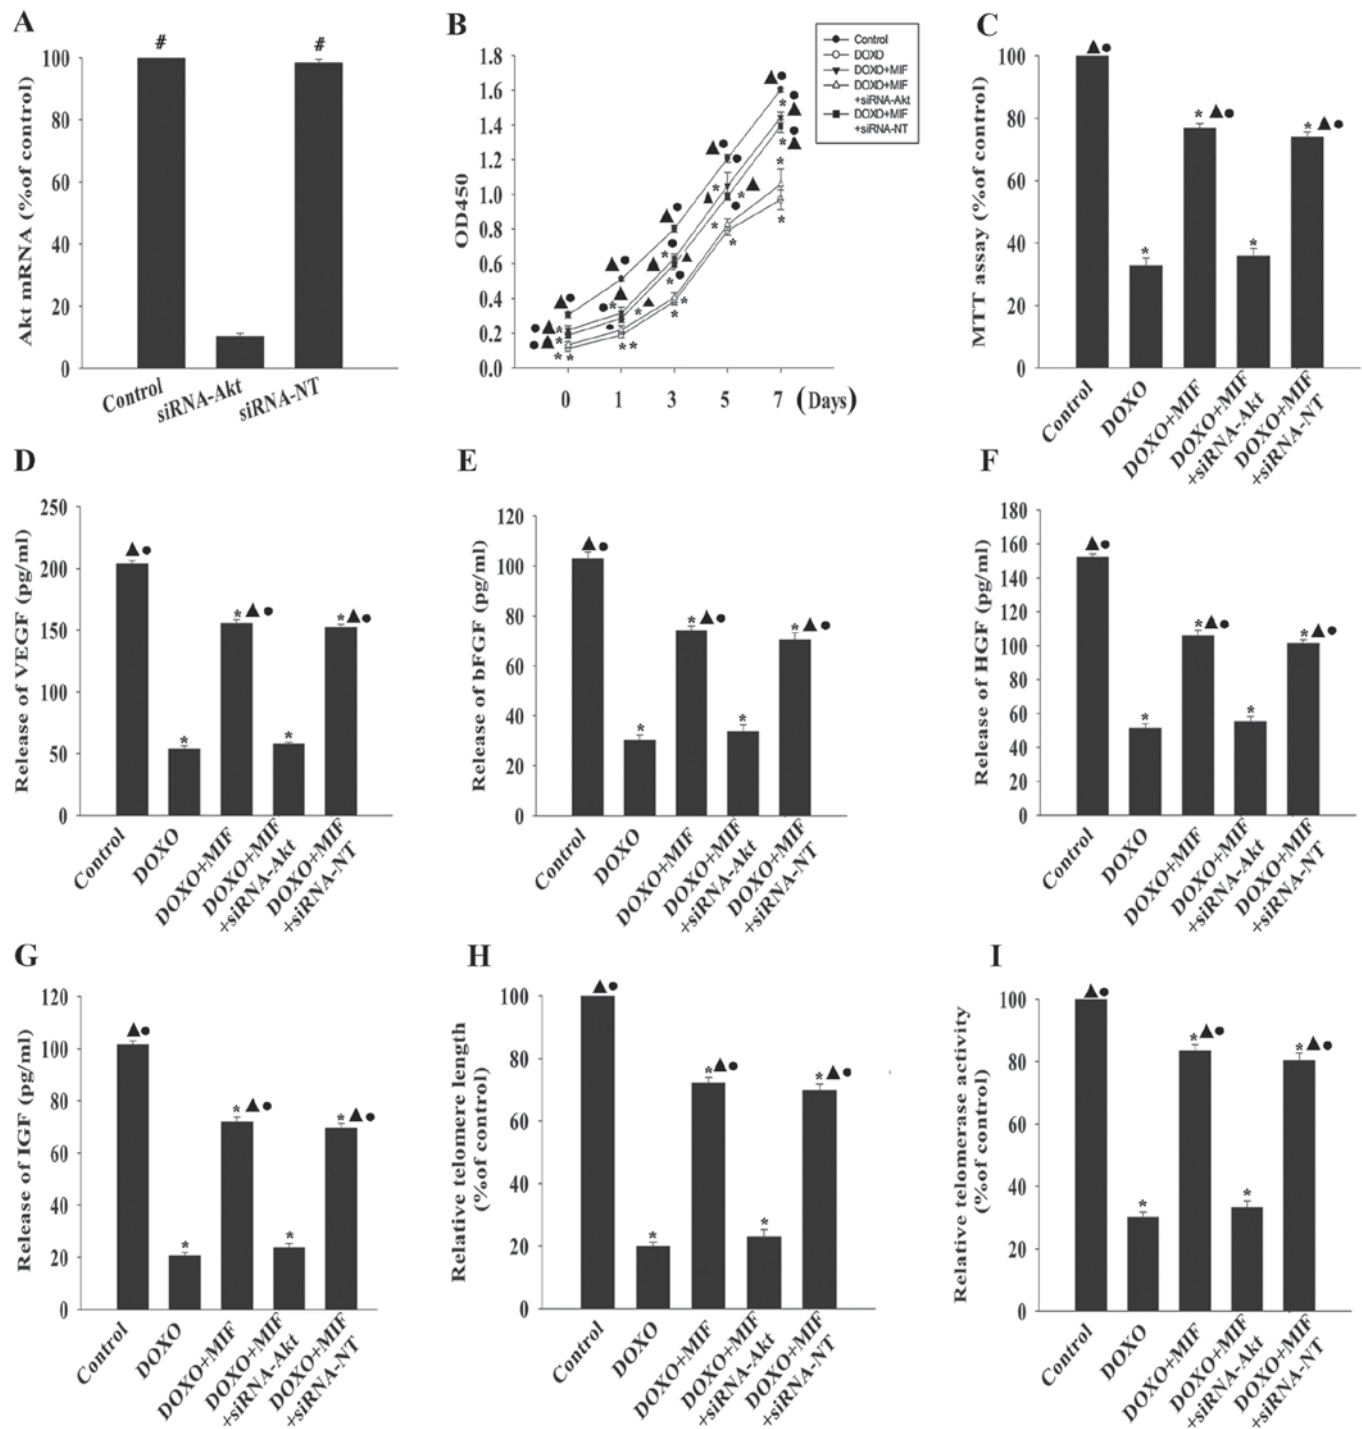 A
#
#
100
80
60
40
20
0
Akt mRNA (%of control)
Control
siRNA-Akt
siRNA-NT
B
Control
DOXO
DOXO+MIF
DOXO+MIF
+siRNA-Akt
DOXO+MIF
+siRNA-NT
1.8
1.6
1.4
1.2
1.0
0.8
0.6
0.4
0.2
0.0
OD450
0 1 3 5 7 (Days)
C
100
80
60
40
20
0
MTT assay (%of control)
Control
DOXO
DOXO+MIF
DOXO+MIF
+siRNA-Akt
DOXO+MIF
+siRNA-NT
D
250
200
150
100
50
0
Release of VEGF (pg/ml)
Control
DOXO
DOXO+MIF
DOXO+MIF
+siRNA-Akt
DOXO+MIF
+siRNA-NT
E
120
100
80
60
40
20
0
Release of bFGF (pg/ml)
Control
DOXO
DOXO+MIF
DOXO+MIF
+siRNA-Akt
DOXO+MIF
+siRNA-NT
F
180
160
140
120
100
80
60
40
20
0
Release of HGF (pg/ml)
Control
DOXO
DOXO+MIF
DOXO+MIF
+siRNA-Akt
DOXO+MIF
+siRNA-NT
G
120
100
80
60
40
20
0
Release of IGF (pg/ml)
Control
DOXO
DOXO+MIF
DOXO+MIF
+siRNA-Akt
DOXO+MIF
+siRNA-NT
H
100
80
60
40
20
0
Relative telomere length
(%of control)
Control
DOXO
DOXO+MIF
DOXO+MIF
+siRNA-Akt
DOXO+MIF
+siRNA-NT
I
100
80
60
40
20
0
Relative telomerase activity
(%of control)
Control
DOXO
DOXO+MIF
DOXO+MIF
+siRNA-Akt
DOXO+MIF
+siRNA-NT